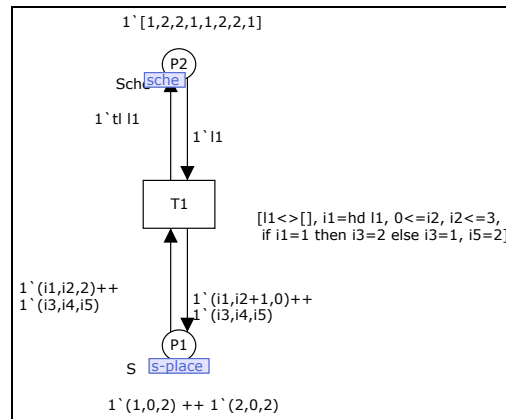 1`[1,2,2,1,1,2,2,1]
P2
Sche
sche
1`tl l1
1`l1
T1
[l1<>[], i1=hd l1, 0<=i2, i2<=3,
if i1=1 then i3=2 else i3=1, i5=2]
1`(i1,i2,2)++
1`(i3,i4,i5)
1`(i1,i2+1,0)++
1`(i3,i4,i5)
P1
S
s-place
1`(1,0,2) ++ 1`(2,0,2)